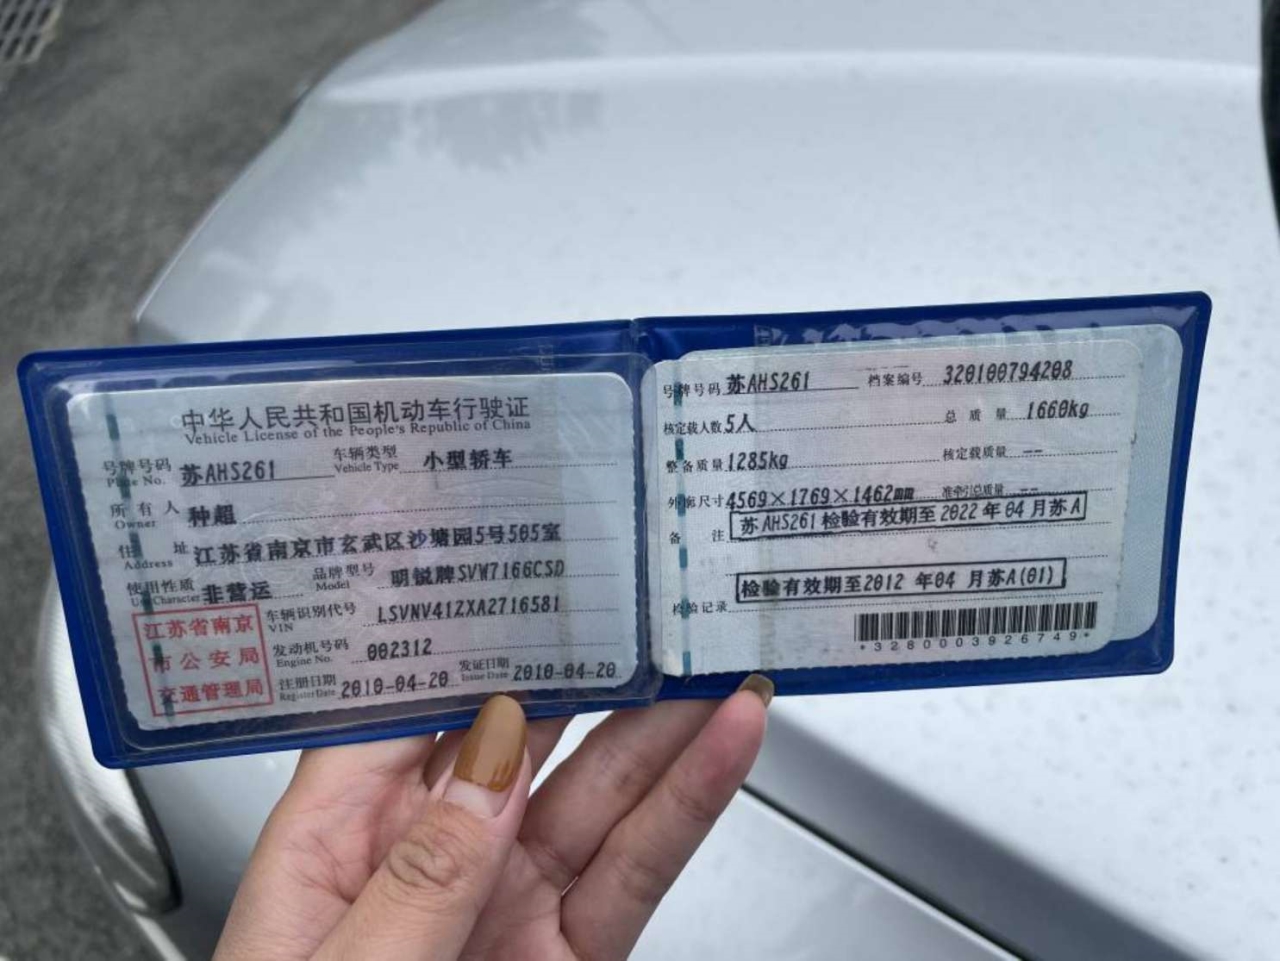 中华人民共和国机动车行驶证
Vehicle License of the People's Republic of China
号牌号码 Plate No. 苏AHS261 车辆类型 Vehicle Type 小型轿车
所有人 Owner 种超
住址 Address 江苏省南京市玄武区沙塘园5号505室
使用性质 Use Character 非营运 品牌型号 Model 明锐牌SVW7166CSD
江苏省南京
市公安局
交通管理局
车辆识别代号 VIN LSVNV41ZXA2716581
发动机号码 Engine No. 002312
注册日期 Register Date 2010-04-20 发证日期 Issue Date 2010-04-20
号牌号码 苏AHS261 档案编号 320100794208
核定载人数 5人 总质量 1660kg
整备质量 1285kg 核定载质量 --
外廓尺寸 4569×1769×1462mm 准牵引总质量 --
备注 苏AHS261 检验有效期至 2022年04月苏A
检验有效期至2012年04月苏A(01)
检验记录
*3280003926749*